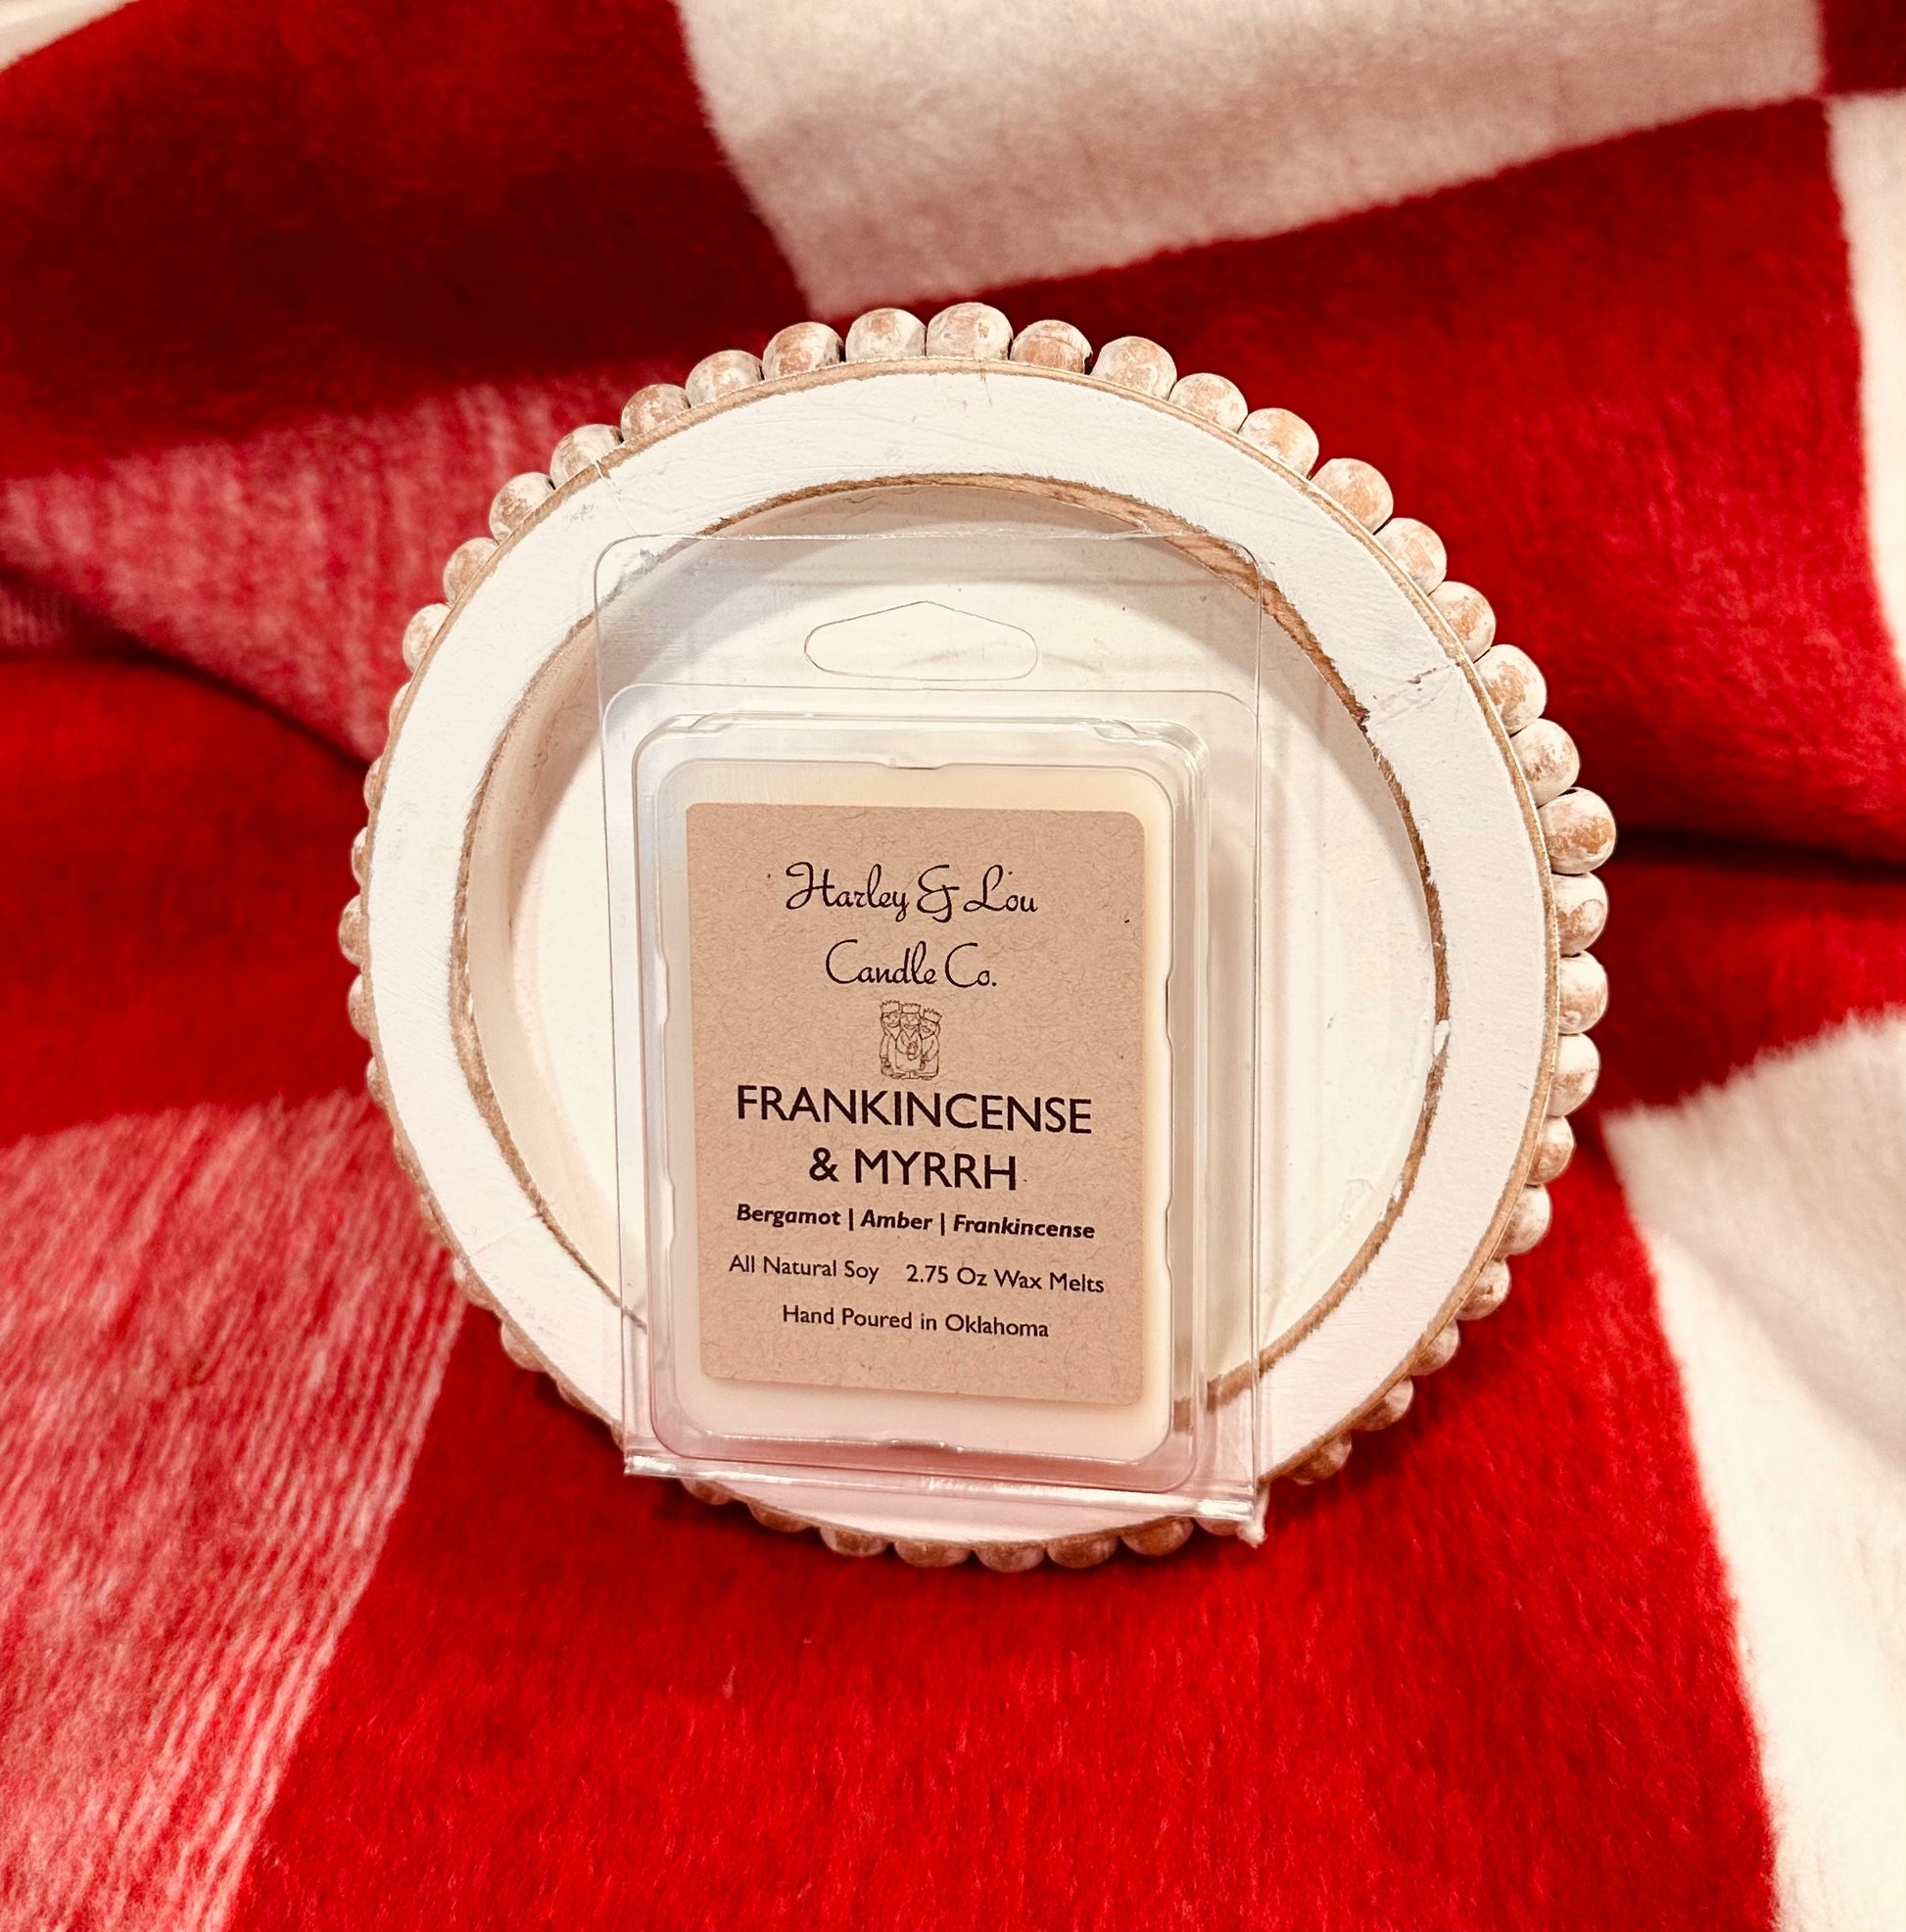 Harley & Lou
Candle Co.
FRANKINCENSE
& MYRRH
Bergamot | Amber | Frankincense
All Natural Soy 2.75 Oz Wax Melts
Hand Poured in Oklahoma